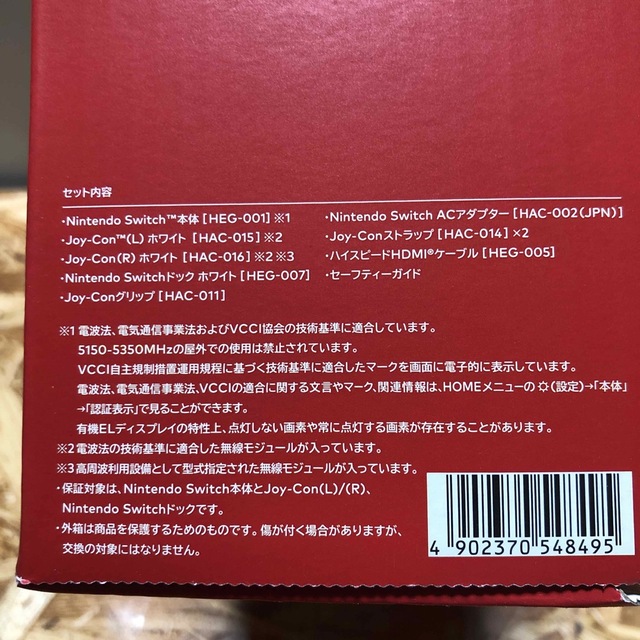 セット内容
・Nintendo Switch™本体 [HEG-001] ※1
・Joy-Con™(L) ホワイト [HAC-015] ※2
・Joy-Con(R) ホワイト [HAC-016] ※2 ※3
・Nintendo Switchドック ホワイト [HEG-007]
・Joy-Conグリップ [HAC-011]
・Nintendo Switch ACアダプター [HAC-002(JPN)]
・Joy-Conストラップ [HAC-014] ×2
・ハイスピードHDMI®ケーブル [HEG-005]
・セーフティーガイド
※1 電波法、電気通信事業法およびVCCI協会の技術基準に適合しています。
5150-5350MHzの屋外での使用は禁止されています。
VCCI自主規制措置運用規程に基づく技術基準に適合したマークを画面に電子的に表示しています。
電波法、電気通信事業法、VCCIの適合に関する文言やマーク、関連情報は、HOMEメニューの (設定)→「本体」
→「認証表示」で見ることができます。
有機ELディスプレイの特性上、点灯しない画素や常に点灯する画素が存在することがあります。
※2 電波法の技術基準に適合した無線モジュールが入っています。
※3 高周波利用設備として型式指定された無線モジュールが入っています。
・保証対象は、Nintendo Switch本体とJoy-Con(L)/(R)、
Nintendo Switchドックです。
・外箱は商品を保護するためのものです。傷が付く場合がありますが、
交換の対象にはなりません。
4 902370 548495